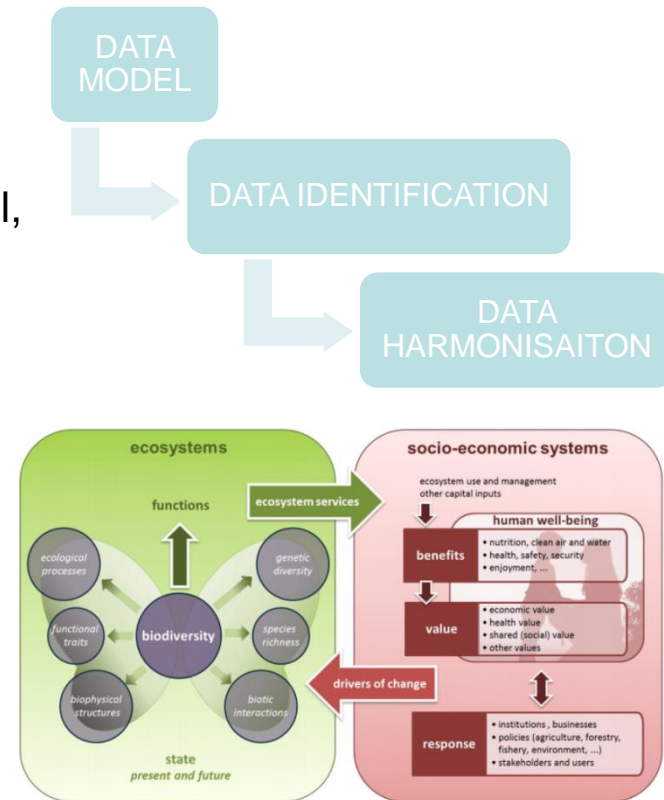 DATA
MODEL
l,
DATA IDENTIFICATION
DATA
HARMONISAITON
ecosystems
functions
ecological
processes
genetic
diversity
functional
traits
biodiversity
species
richness
biophysical
structures
biotic
interactions
state
present and future
ecosystem services
drivers of change
socio-economic systems
ecosystem use and management
other capital inputs
human well-being
benefits
• nutrition, clean air and water
• health, safety, security
• enjoyment, ...
value
• economic value
• health value
• shared (social) value
• other values
response
• institutions , businesses
• policies (agriculture, forestry,
fishery, environment, ...)
• stakeholders and users